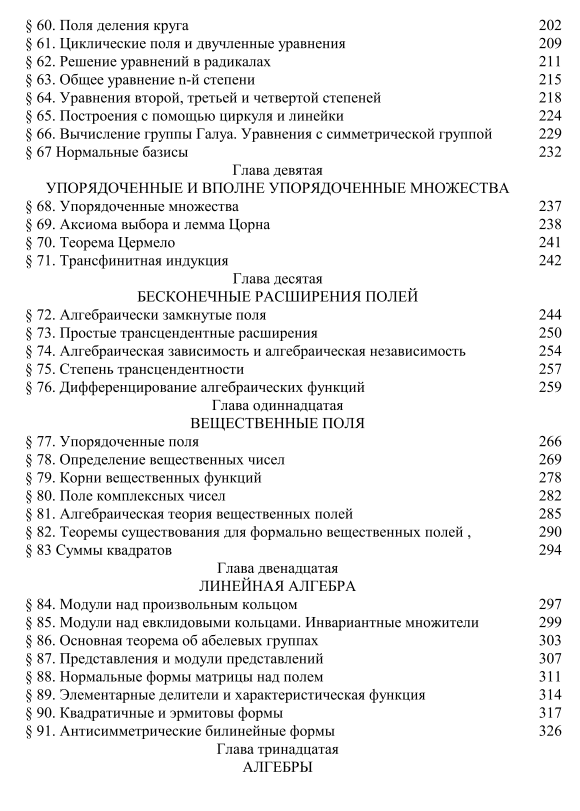 § 60. Поля деления круга 202
§ 61. Циклические поля и двучленные уравнения 209
§ 62. Решение уравнений в радикалах 211
§ 63. Общее уравнение n-й степени 215
§ 64. Уравнения второй, третьей и четвертой степеней 218
§ 65. Построения с помощью циркуля и линейки 224
§ 66. Вычисление группы Галуа. Уравнения с симметрической группой 229
§ 67 Нормальные базисы 232
Глава девятая
УПОРЯДОЧЕННЫЕ И ВПОЛНЕ УПОРЯДОЧЕННЫЕ МНОЖЕСТВА
§ 68. Упорядоченные множества 237
§ 69. Аксиома выбора и лемма Цорна 238
§ 70. Теорема Цермело 241
§ 71. Трансфинитная индукция 242
Глава десятая
БЕСКОНЕЧНЫЕ РАСШИРЕНИЯ ПОЛЕЙ
§ 72. Алгебраически замкнутые поля 244
§ 73. Простые трансцендентные расширения 250
§ 74. Алгебраическая зависимость и алгебраическая независимость 254
§ 75. Степень трансцендентности 257
§ 76. Дифференцирование алгебраических функций 259
Глава одиннадцатая
ВЕЩЕСТВЕННЫЕ ПОЛЯ
§ 77. Упорядоченные поля 266
§ 78. Определение вещественных чисел 269
§ 79. Корни вещественных функций 278
§ 80. Поле комплексных чисел 282
§ 81. Алгебраическая теория вещественных полей 285
§ 82. Теоремы существования для формально вещественных полей , 290
§ 83 Суммы квадратов 294
Глава двенадцатая
ЛИНЕЙНАЯ АЛГЕБРА
§ 84. Модули над произвольным кольцом 297
§ 85. Модули над евклидовыми кольцами. Инвариантные множители 299
§ 86. Основная теорема об абелевых группах 303
§ 87. Представления и модули представлений 307
§ 88. Нормальные формы матрицы над полем 311
§ 89. Элементарные делители и характеристическая функция 314
§ 90. Квадратичные и эрмитовы формы 317
§ 91. Антисимметрические билинейные формы 326
Глава тринадцатая
АЛГЕБРЫ